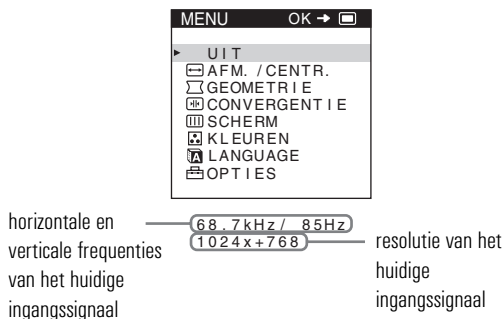 MENU OK
UIT
AFM. /CENTR.
GEOMETRIE
CONVERGENTIE
SCHERM
KLEUREN
LANGUAGE
OPTIES
68.7kHz/ 85Hz
1024x+768
horizontale en
verticale frequenties
van het huidige
ingangssignaal
resolutie van het
huidige
ingangssignaal